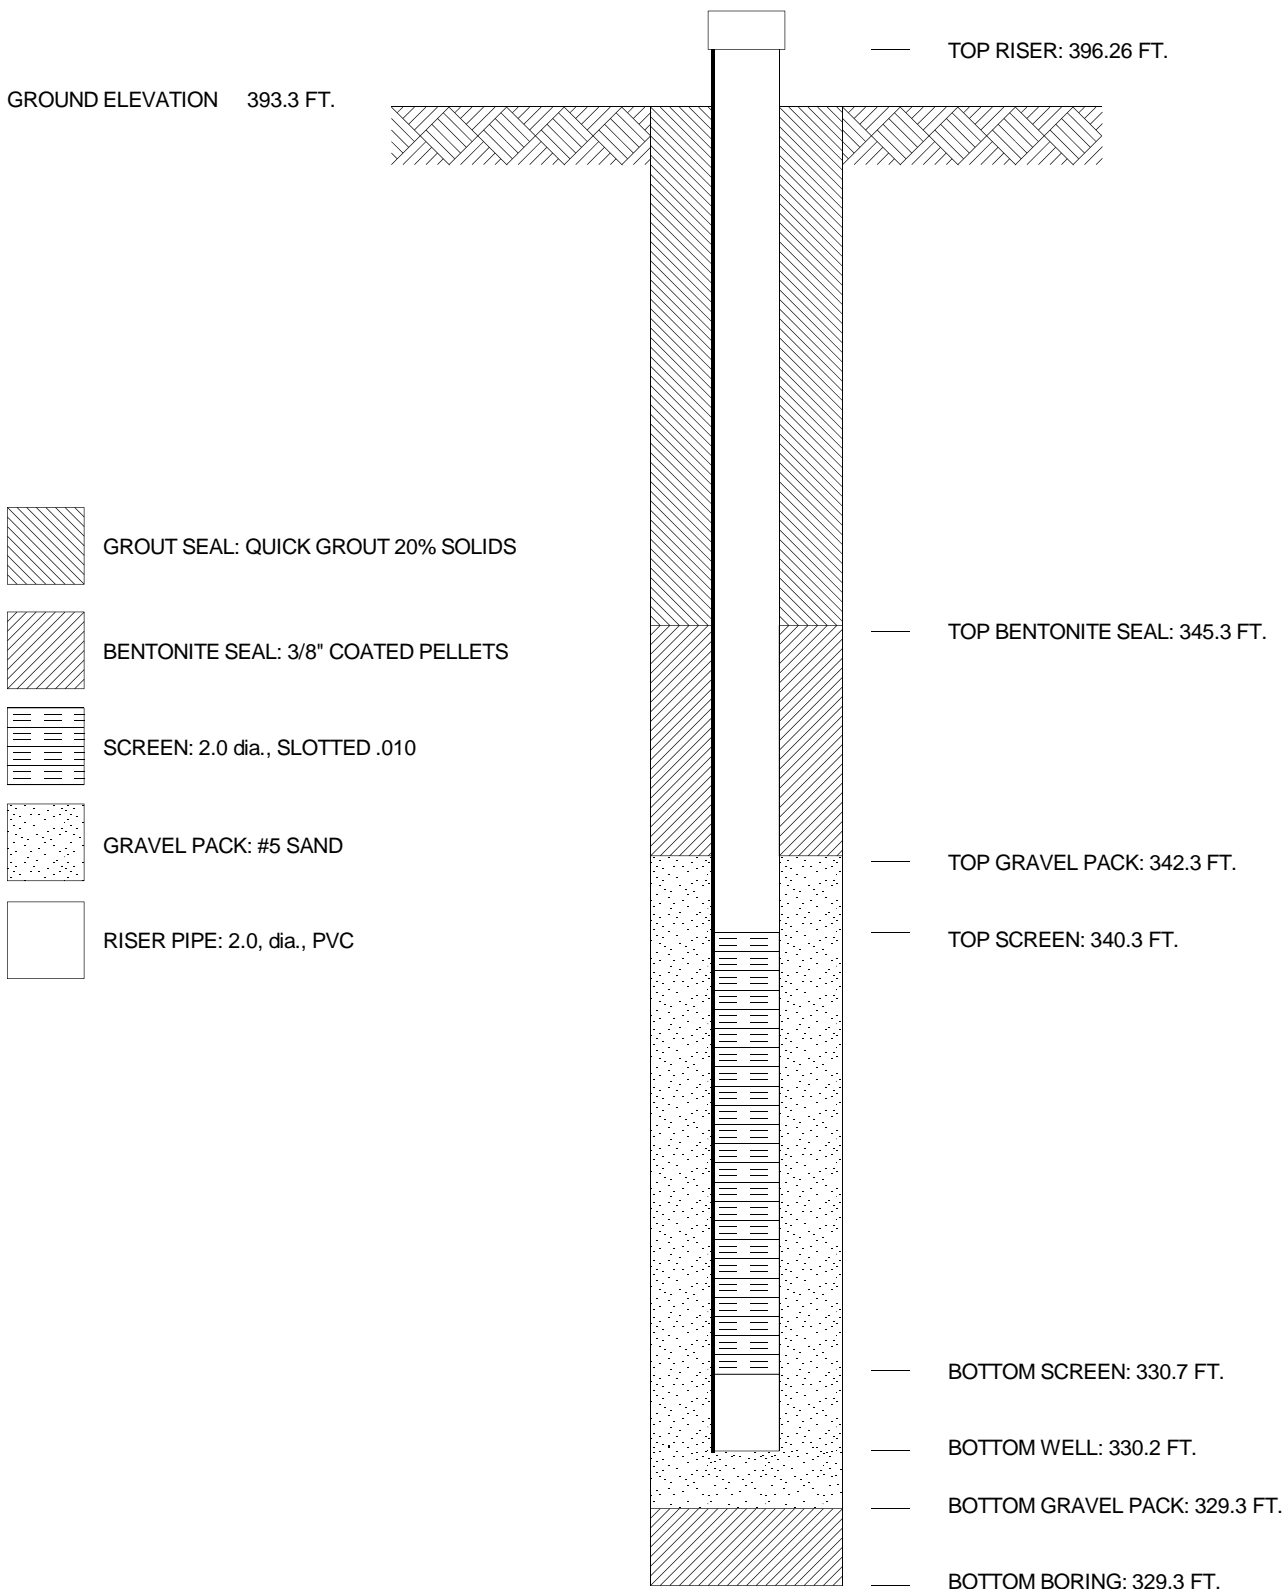 TOP RISER: 396.26 FT.
GROUND ELEVATION 393.3 FT.
GROUT SEAL: QUICK GROUT 20% SOLIDS
TOP BENTONITE SEAL: 345.3 FT.
BENTONITE SEAL: 3/8" COATED PELLETS
SCREEN: 2.0 dia., SLOTTED .010
GRAVEL PACK: #5 SAND
TOP GRAVEL PACK: 342.3 FT.
RISER PIPE: 2.0, dia., PVC
TOP SCREEN: 340.3 FT.
BOTTOM SCREEN: 330.7 FT.
BOTTOM WELL: 330.2 FT.
BOTTOM GRAVEL PACK: 329.3 FT.
BOTTOM BORING: 329.3 FT.